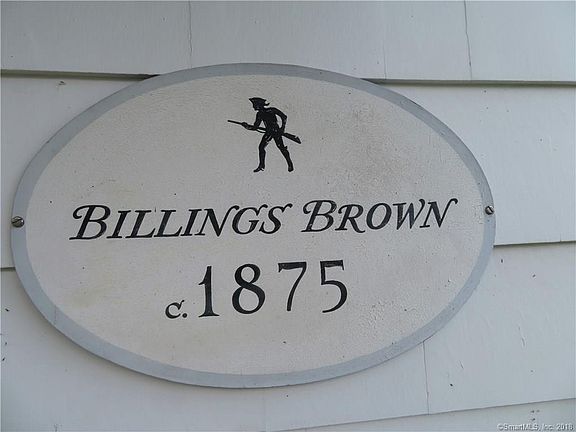 BILLINGS BROWN
c. 1875
©SmartMLS, Inc. 2018